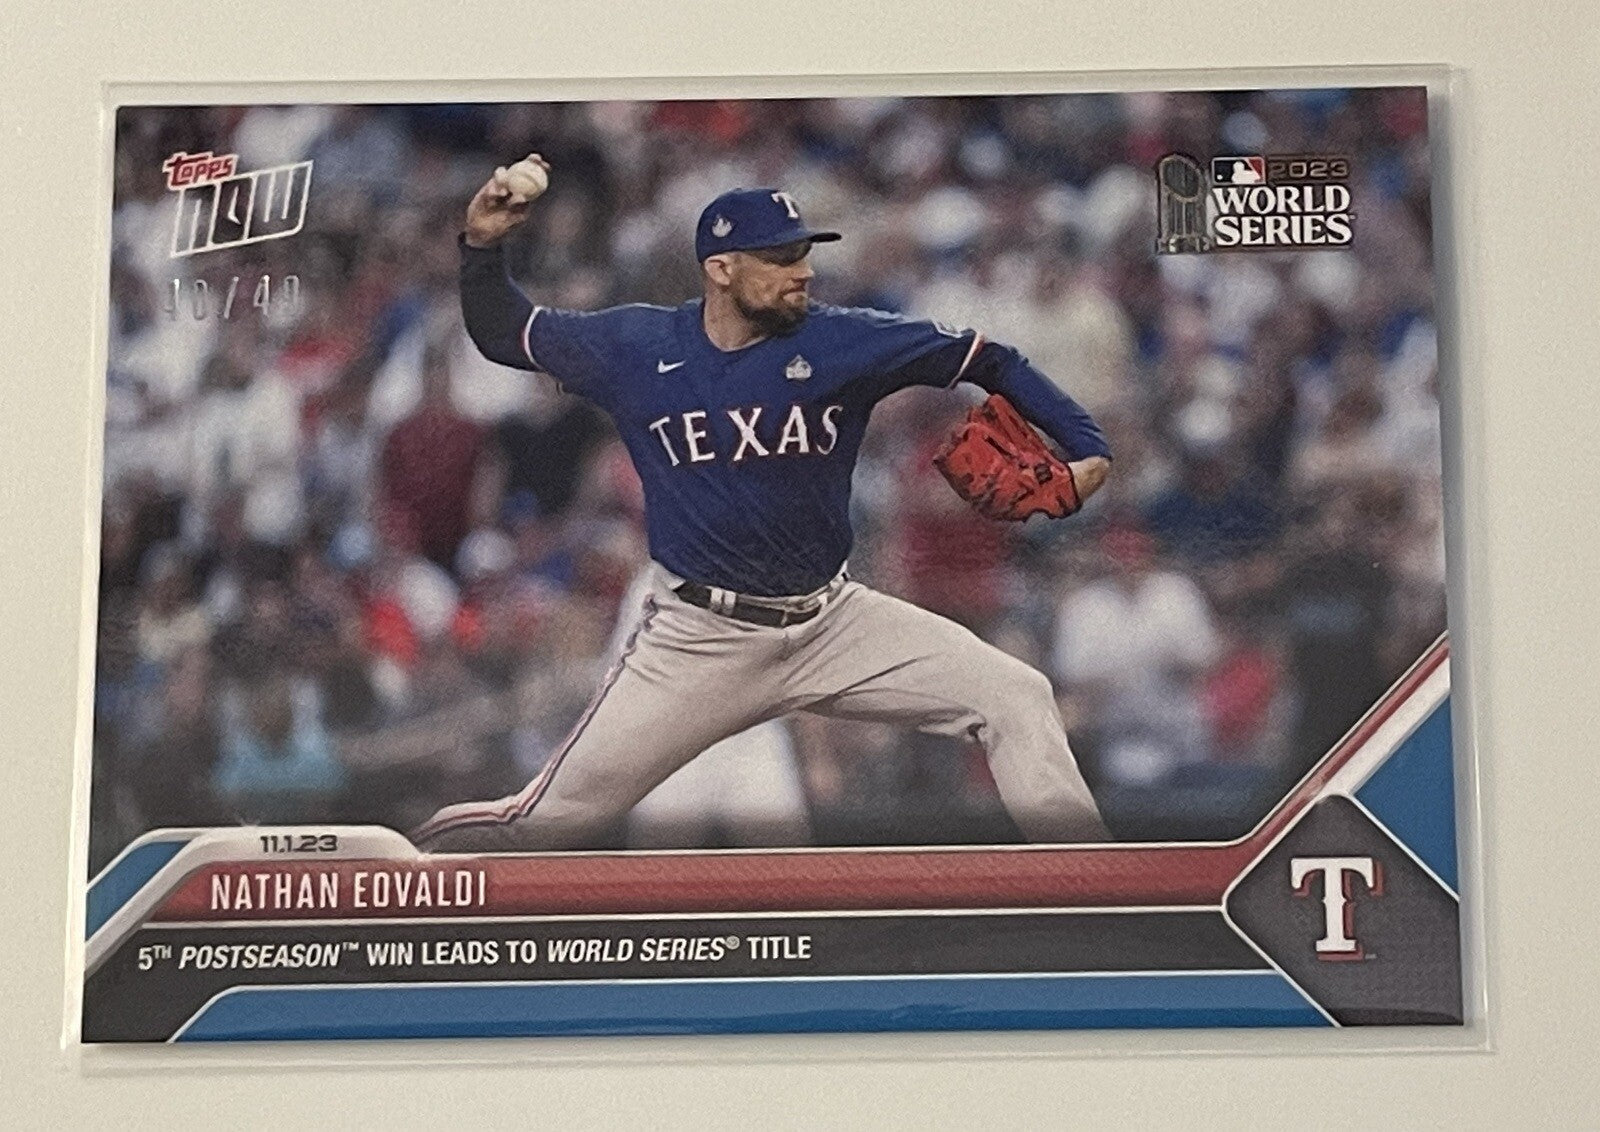 topps
NOW
/49
2023
WORLD
SERIES
T
TEXAS
11.1.23
NATHAN EOVALDI
5TH POSTSEASON™ WIN LEADS TO WORLD SERIES® TITLE
T